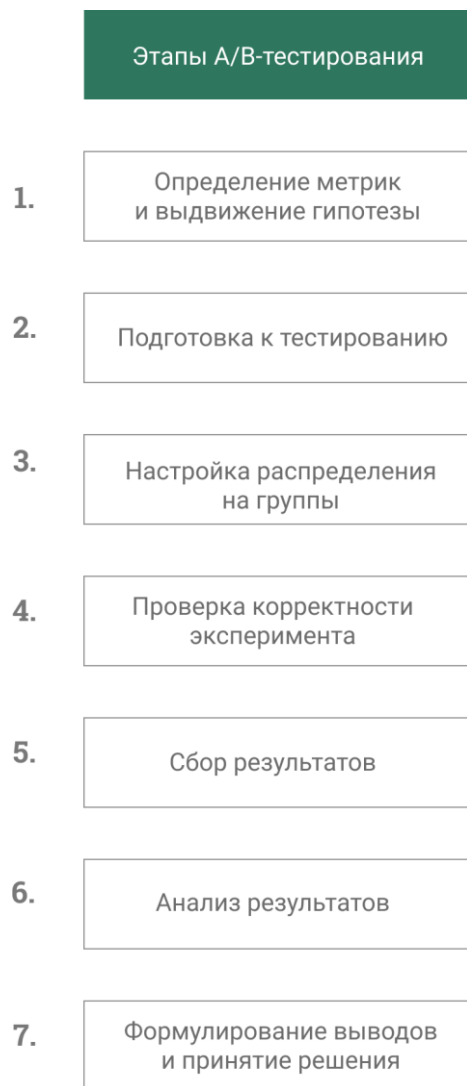 Этапы A/B-тестирования
1.
Определение метрик
и выдвижение гипотезы
2.
Подготовка к тестированию
3.
Настройка распределения
на группы
4.
Проверка корректности
эксперимента
5.
Сбор результатов
6.
Анализ результатов
7.
Формулирование выводов
и принятие решения